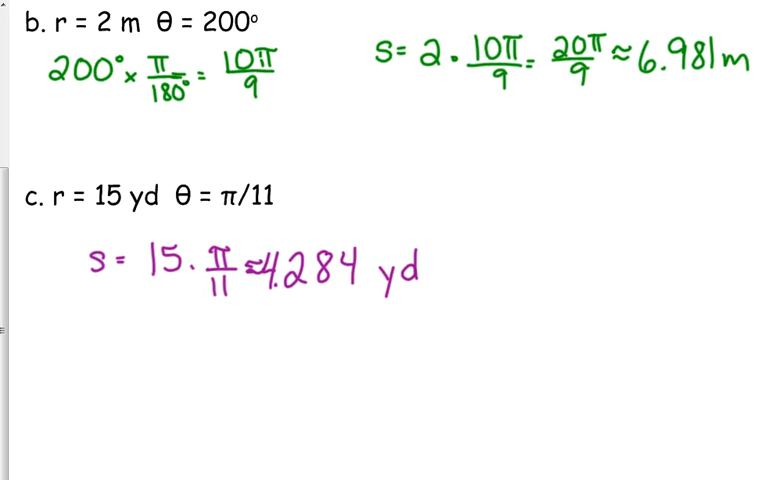 b. r = 2 m  θ = 200°
200° × π/180° = 10π/9
s = 2 · 10π/9 = 20π/9 ≈ 6.981 m
c. r = 15 yd  θ = π/11
s = 15 · π/11 ≈ 4.284 yd